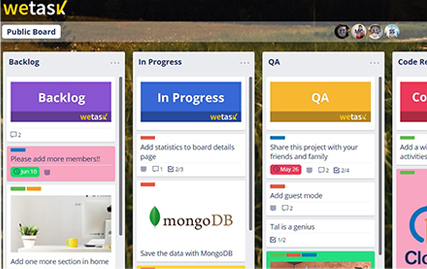 wetask
Public Board
Backlog
Backlog
wetask
2
Please add more members!!
Jun 10
Add one more section in home
In Progress
In Progress
wetask
Add statistics to board details
page
1
2/3
mongoDB
Save the data with MongoDB
QA
QA
wetask
Share this project with your
friends and family
May 26
2
2/4
Add guest mode
2
Tal is a genius
1/2
Code Re
Co
Add a wi
activities
Clo